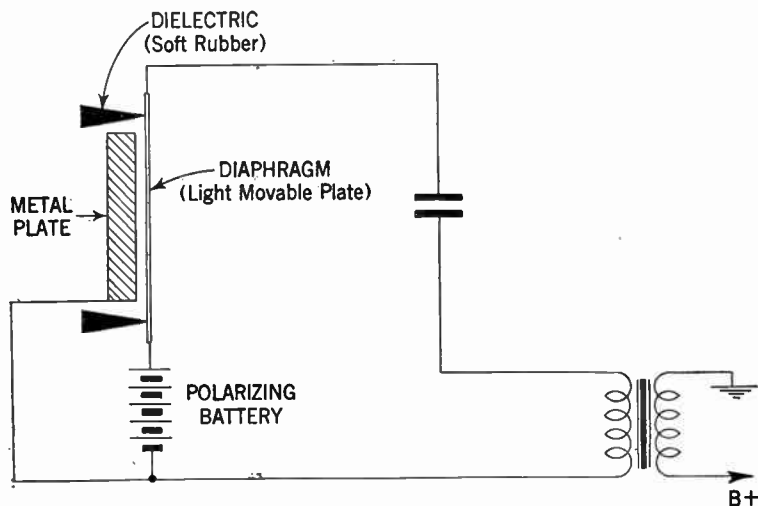 DIELECTRIC
(Soft Rubber)
DIAPHRAGM
(Light Movable Plate)
METAL
PLATE
POLARIZING
BATTERY
B+